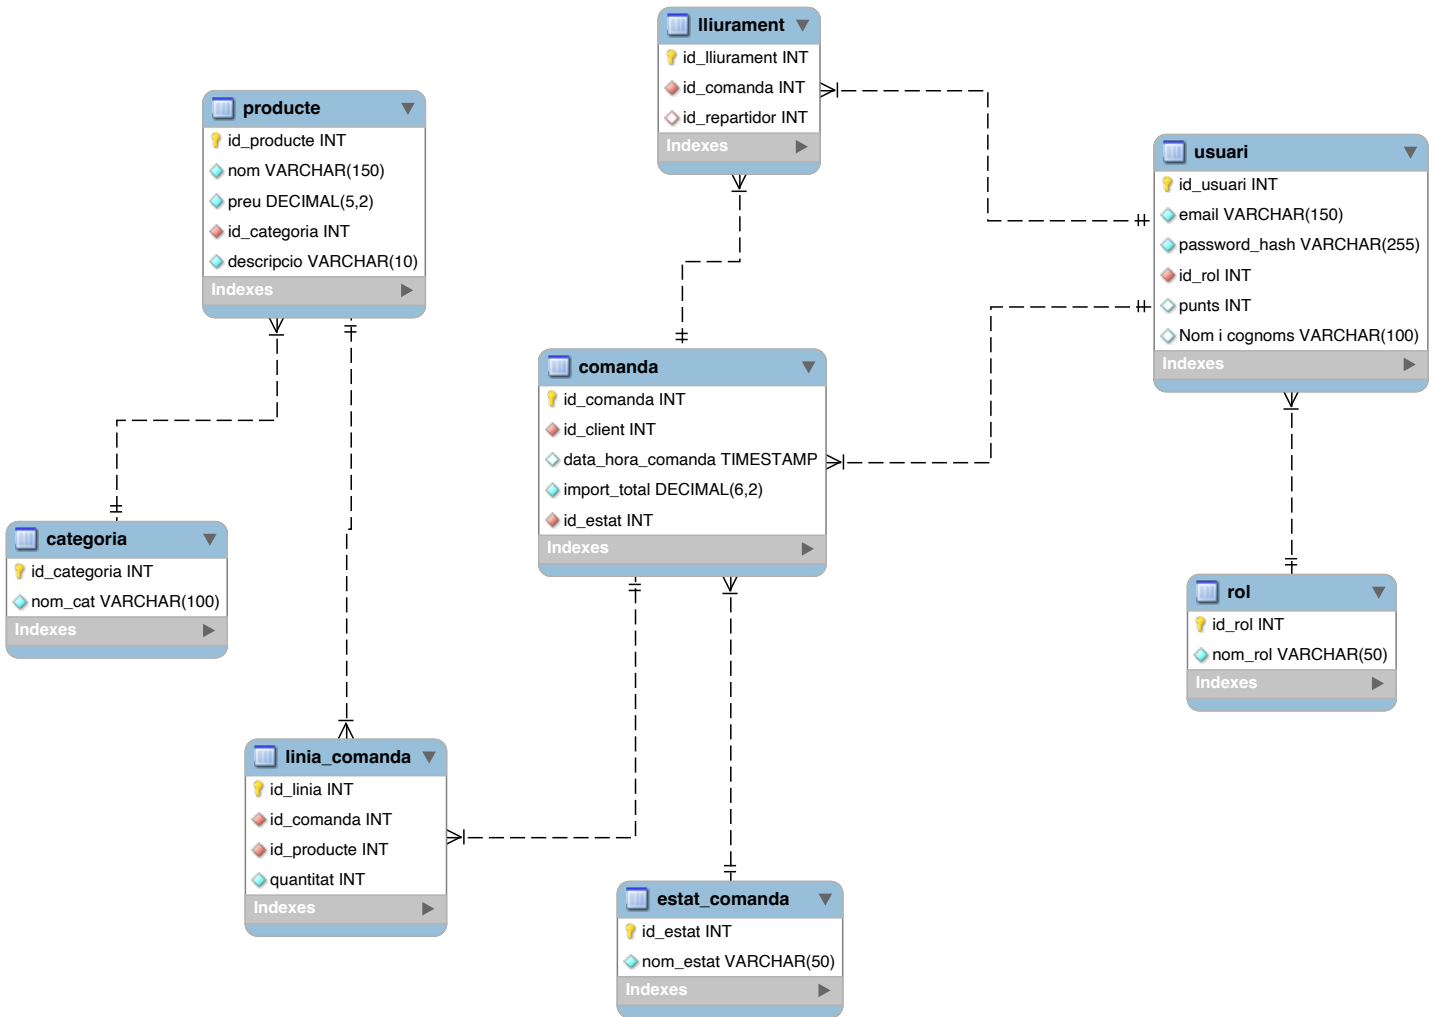 lliurament
id_lliurament INT
id_comanda INT
id_repartidor INT
Indexes
producte
id_producte INT
nom VARCHAR(150)
preu DECIMAL(5,2)
id_categoria INT
descripcio VARCHAR(10)
Indexes
usuari
id_usuari INT
email VARCHAR(150)
password_hash VARCHAR(255)
id_rol INT
punts INT
Nom i cognoms VARCHAR(100)
Indexes
comanda
id_comanda INT
id_client INT
data_hora_comanda TIMESTAMP
import_total DECIMAL(6,2)
id_estat INT
Indexes
categoria
id_categoria INT
nom_cat VARCHAR(100)
Indexes
rol
id_rol INT
nom_rol VARCHAR(50)
Indexes
linia_comanda
id_linia INT
id_comanda INT
id_producte INT
quantitat INT
Indexes
estat_comanda
id_estat INT
nom_estat VARCHAR(50)
Indexes